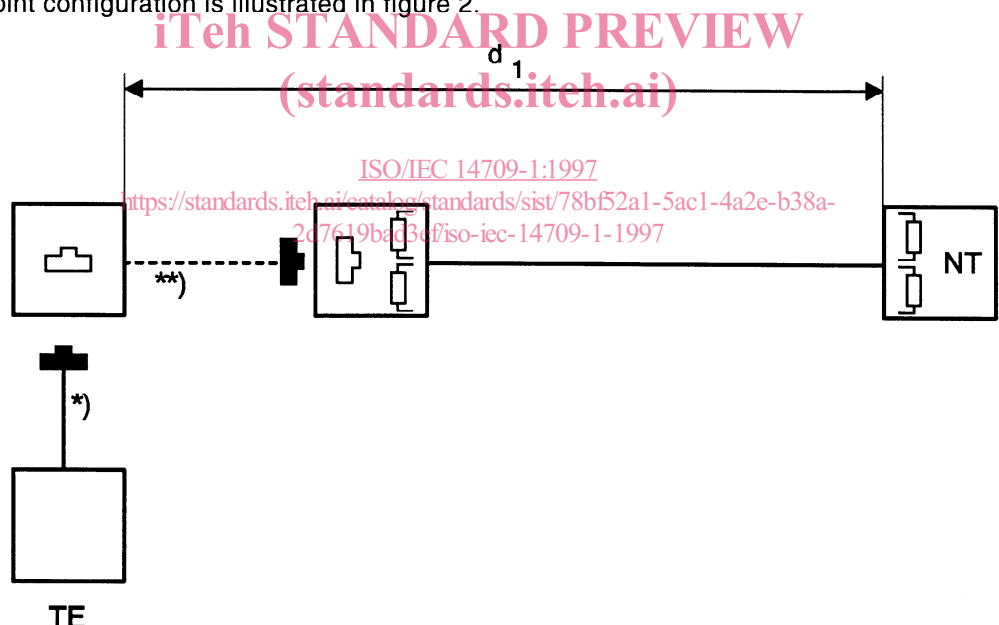 oint configuration is illustrated in figure 2.
iTeh STANDARD PREVIEW
d 1
(standards.iteh.ai)
ISO/IEC 14709-1:1997
https://standards.iteh.ai/catalog/standards/sist/78bf52a1-5ac1-4a2e-b38a-
2d7619bad3ef/iso-iec-14709-1-1997
**)
NT
*)
TE